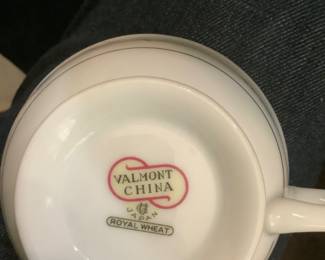 VALMONT
CHINA
JAPAN
ROYAL WHEAT